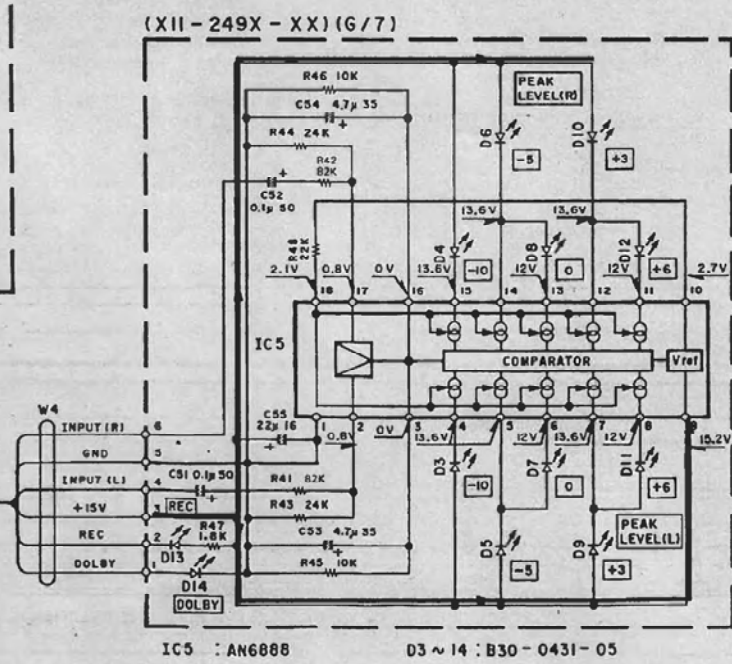 (X11-249X-XX)(G/7)
R46 10K
C54 4.7μ 35
+
R44 24K
R42
82K
C52
0.1μ 50
PEAK
LEVEL(R)
D6
-5
D10
+3
13.6V
13.6V
R48
22K
D4
-10
D8
0
D12
+6
2.1V
0.8V
0V
13.6V
12V
12V
2.7V
18
17
16
15
14
13
12
11
10
IC5
COMPARATOR
Vref
1
2
3
4
5
6
7
8
9
0.8V
0V
13.6V
12V
13.6V
12V
15.2V
W4
INPUT (R)
6
GND
5
INPUT (L)
4
+15V
3
REC
2
DOLBY
1
C55
22μ 16
+
C51 0.1μ 50
R41 82K
R43 24K
REC
R47
1.8K
D13
C53 4.7μ 35
+
R45 10K
D14
DOLBY
D3
-10
D7
0
D11
+6
D5
-5
D9
+3
PEAK
LEVEL(L)
IC5 : AN6888
D3 ~ 14 : B30-0431-05